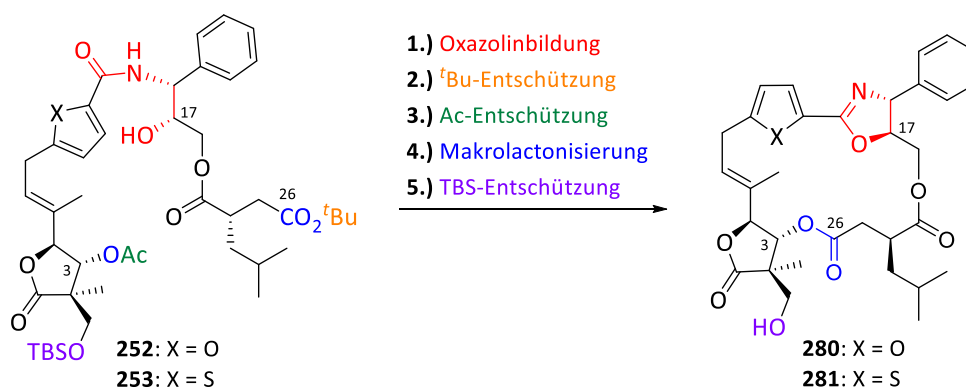 O
H
N
X
HO
17
O
O
26
CO₂ᵗBu
O
3
OAc
O
TBSO
252: X = O
253: X = S
1.) Oxazolinbildung
2.) ᵗBu-Entschützung
3.) Ac-Entschützung
4.) Makrolactonisierung
5.) TBS-Entschützung
N
X
O
17
O
O
26
O
O
O
3
O
HO
280: X = O
281: X = S